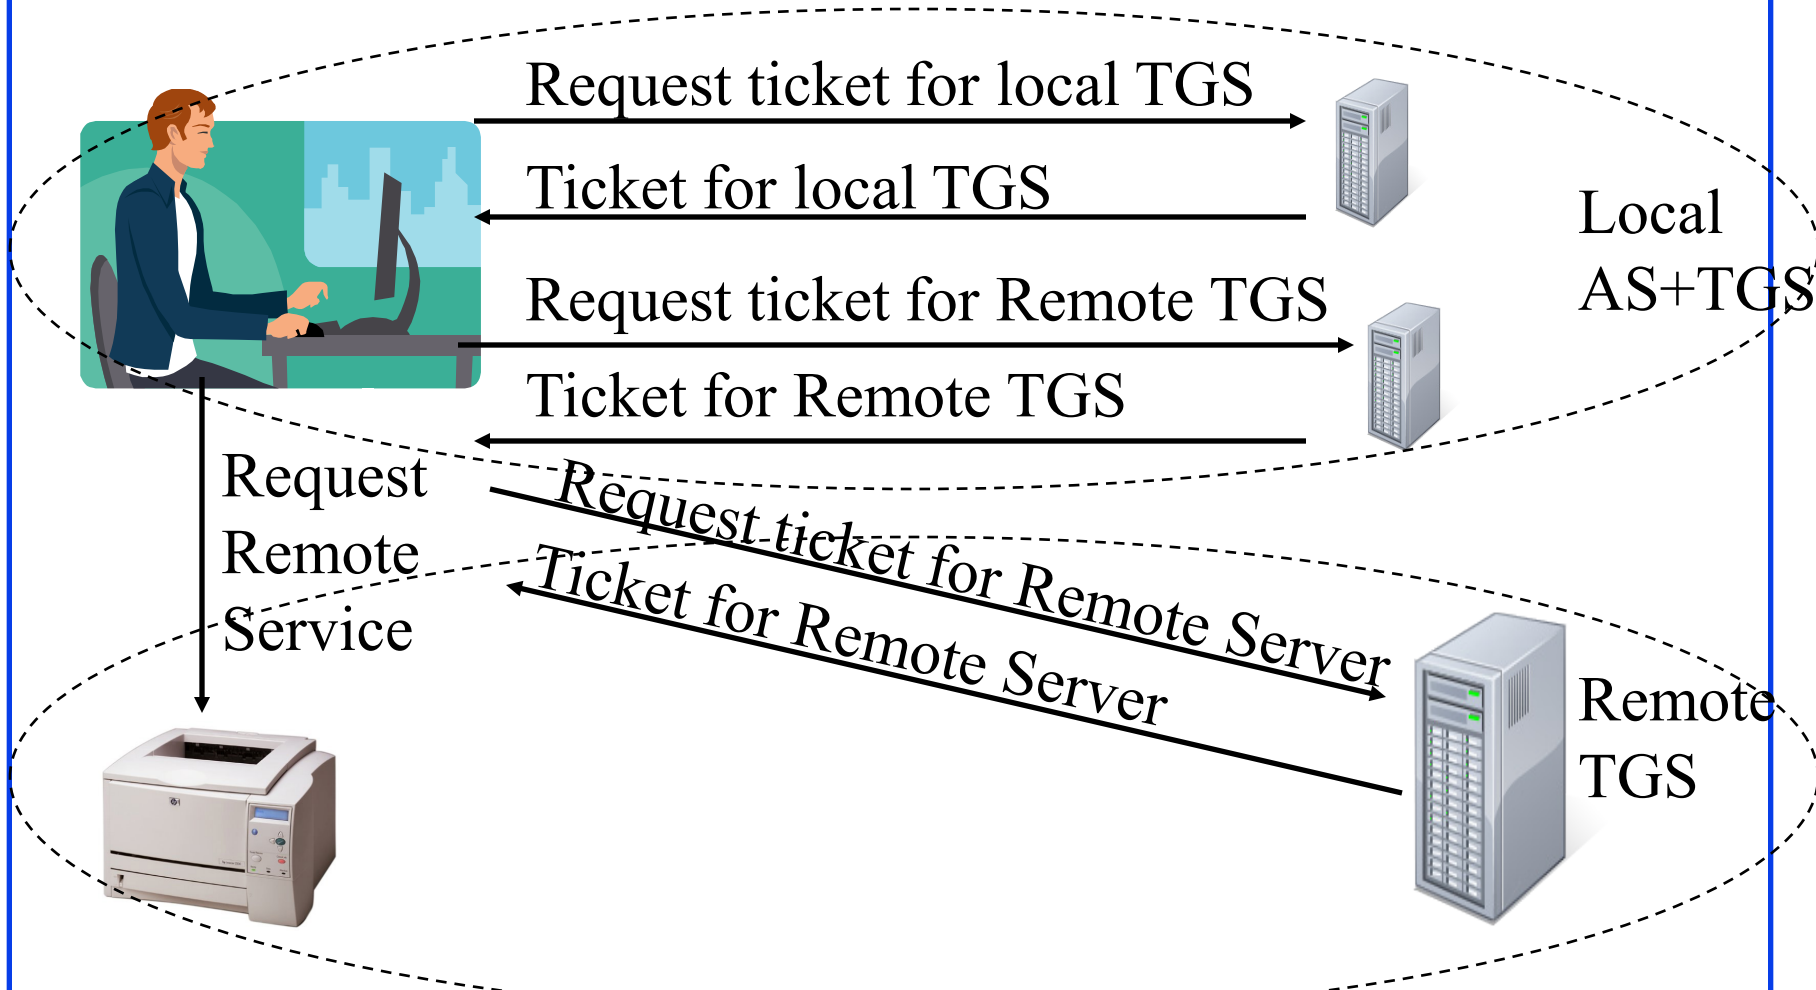 Request ticket for local TGS
Ticket for local TGS
Local
AS+TGS
Request ticket for Remote TGS
Ticket for Remote TGS
Request
Remote
Service
Request ticket for Remote Server
Ticket for Remote Server
Remote
TGS